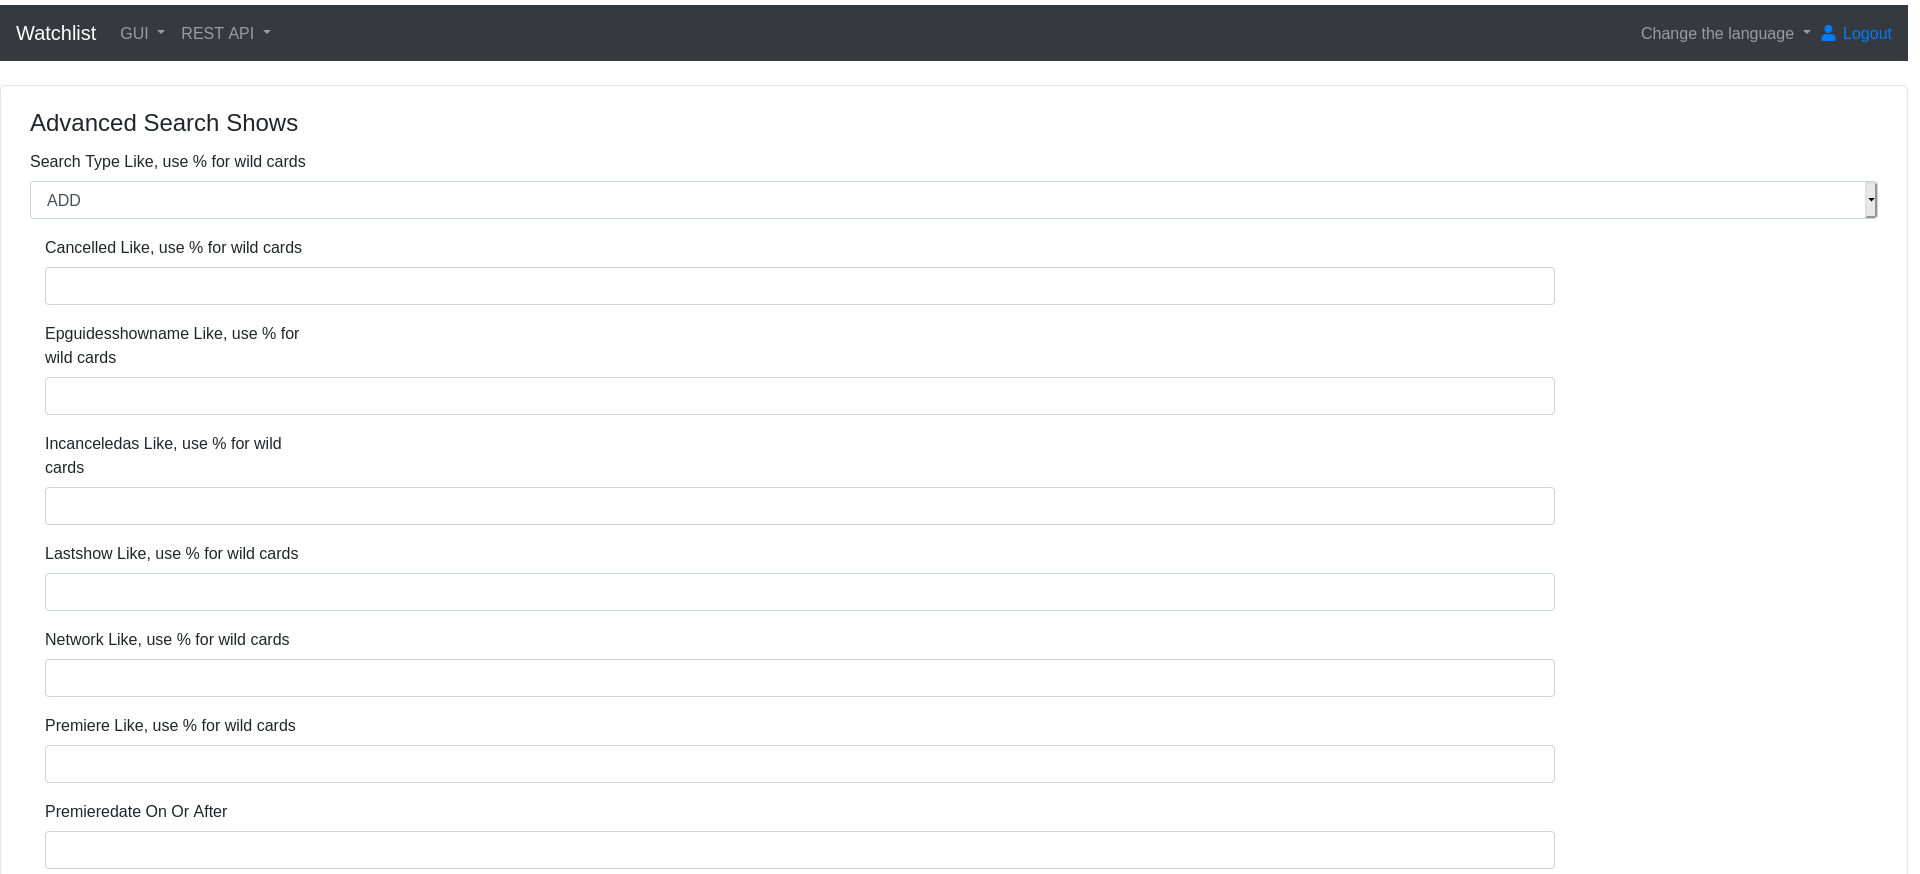 Watchlist GUI REST API Change the language Logout
Advanced Search Shows
Search Type Like, use % for wild cards
ADD
Cancelled Like, use % for wild cards
Epguidesshowname Like, use % for
wild cards
Incanceledas Like, use % for wild
cards
Lastshow Like, use % for wild cards
Network Like, use % for wild cards
Premiere Like, use % for wild cards
Premieredate On Or After